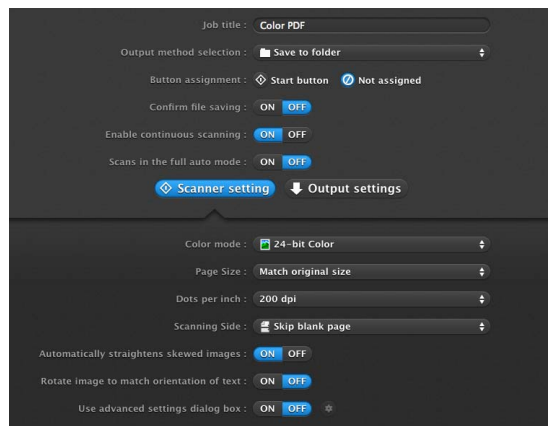 Job title : Color PDF
Output method selection : Save to folder
Button assignment : Start button Not assigned
Confirm file saving : ON OFF
Enable continuous scanning : ON OFF
Scans in the full auto mode : ON OFF
Scanner setting Output settings
Color mode : 24-bit Color
Page Size : Match original size
Dots per inch : 200 dpi
Scanning Side : Skip blank page
Automatically straightens skewed images : ON OFF
Rotate image to match orientation of text : ON OFF
Use advanced settings dialog box : ON OFF